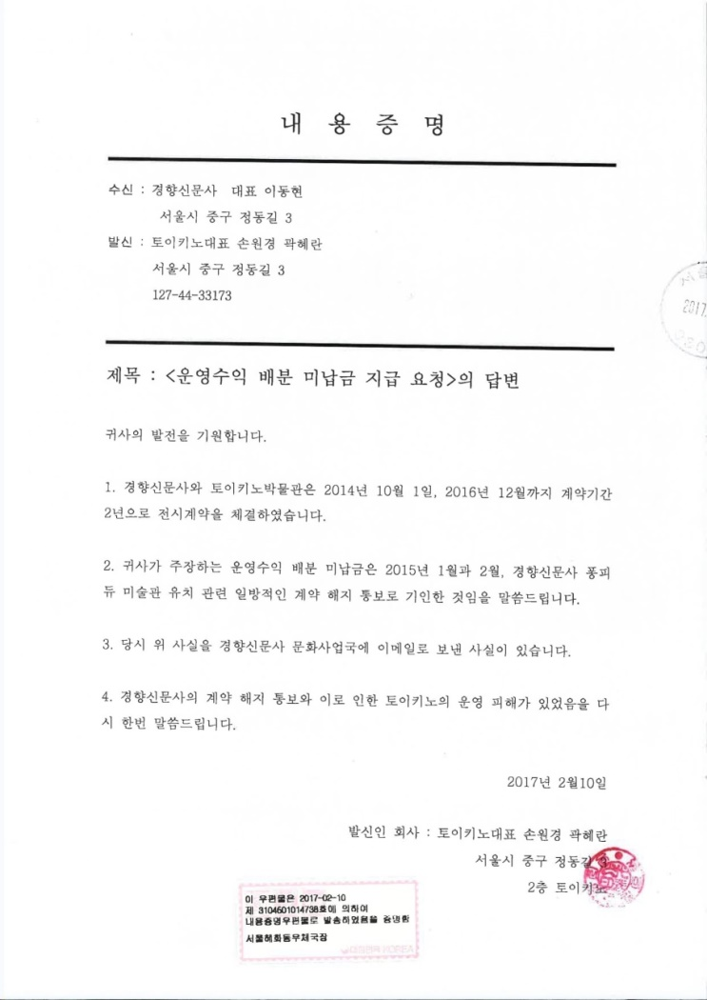 내 용 증 명
수신 : 경향신문사 대표 이동현
서울시 중구 정동길 3
발신 : 토이키노대표 손원경 곽혜란
서울시 중구 정동길 3
127-44-33173
2017.
제목 : <운영수익 배분 미납금 지급 요청>의 답변
귀사의 발전을 기원합니다.
1. 경향신문사와 토이키노박물관은 2014년 10월 1일, 2016년 12월까지 계약기간
2년으로 전시계약을 체결하였습니다.
2. 귀사가 주장하는 운영수익 배분 미납금은 2015년 1월과 2월, 경향신문사 퐁피
듀 미술관 유치 관련 일방적인 계약 해지 통보로 기인한 것임을 말씀드립니다.
3. 당시 위 사실을 경향신문사 문화사업국에 이메일로 보낸 사실이 있습니다.
4. 경향신문사의 계약 해지 통보와 이로 인한 토이키노의 운영 피해가 있었음을 다
시 한번 말씀드립니다.
2017년 2월10일
발신인 회사 : 토이키노대표 손원경 곽혜란
서울시 중구 정동길 3
2층 토이키노
이 우편물은 2017-02-10
제 3104601014738호에 의하여
내용증명우편물로 발송하였음을 증명함
서울혜화동우체국장